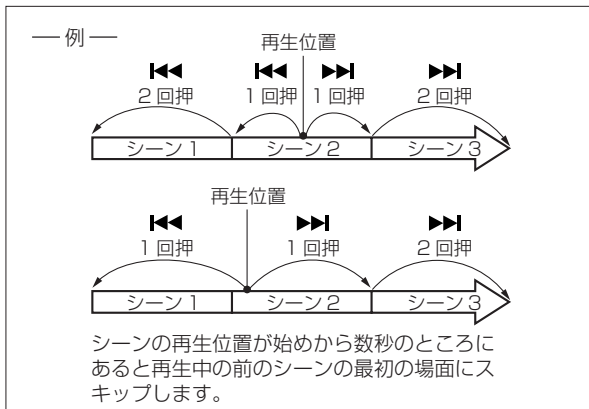 ― 例 ―
再生位置
2回押 1回押 1回押 2回押
シーン1 シーン2 シーン3
再生位置
1回押 1回押 2回押
シーン1 シーン2 シーン3
シーンの再生位置が始めから数秒のところに
あると再生中の前のシーンの最初の場面にス
キップします。